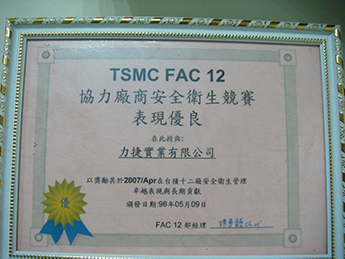 TSMC FAC 12
協力廠商安全衛生競賽
表現優良
在此授與:
力捷實業有限公司
以獎勵其於2007/Apr在台積十二廠安全衛生管理
卓越表現與長期貢獻
頒發日期:96年05月09日
優
FAC 12 部經理